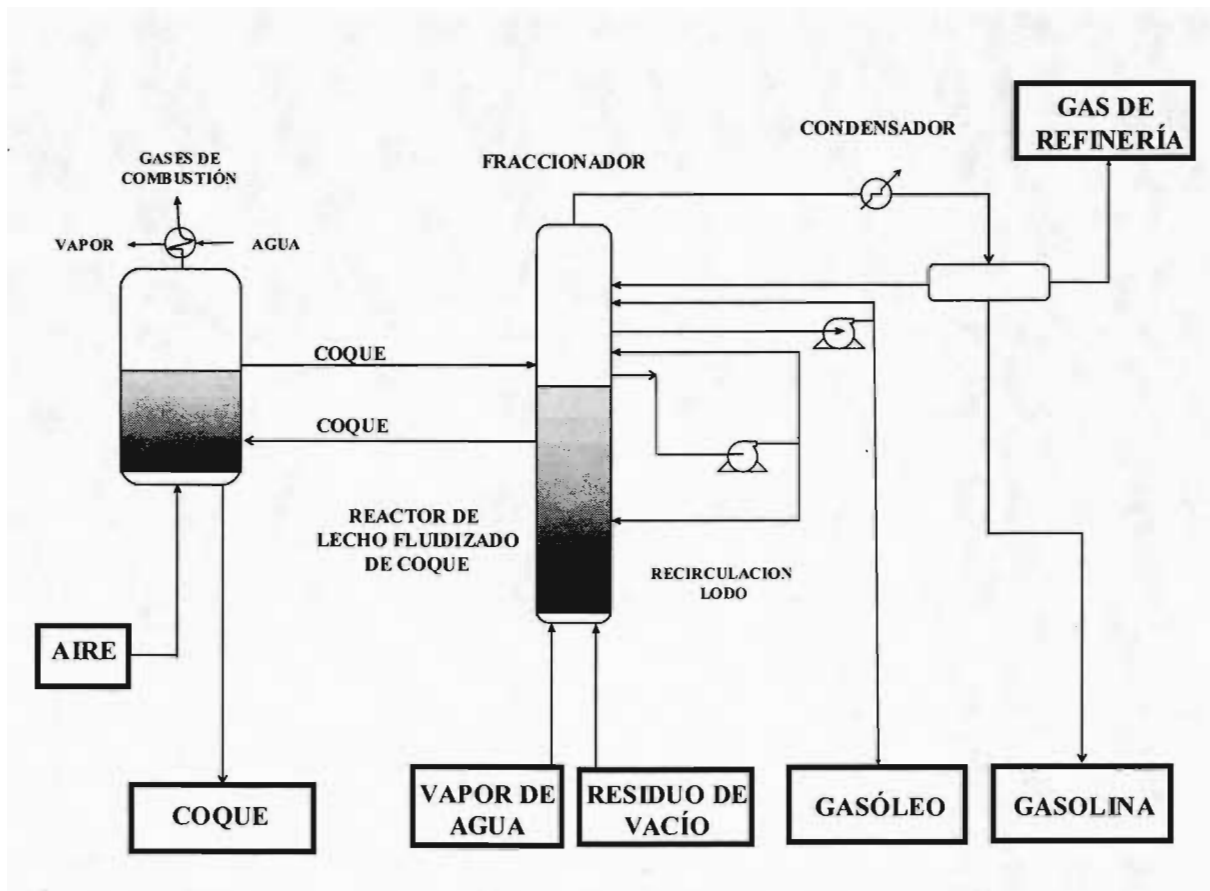 GAS DE
REFINERÍA
CONDENSADOR
FRACCIONADOR
GASES DE
COMBUSTIÓN
VAPOR
AGUA
COQUE
COQUE
REACTOR DE
LECHO FLUIDIZADO
DE COQUE
RECIRCULACION
LODO
AIRE
COQUE
VAPOR DE
AGUA
RESIDUO DE
VACÍO
GASÓLEO
GASOLINA